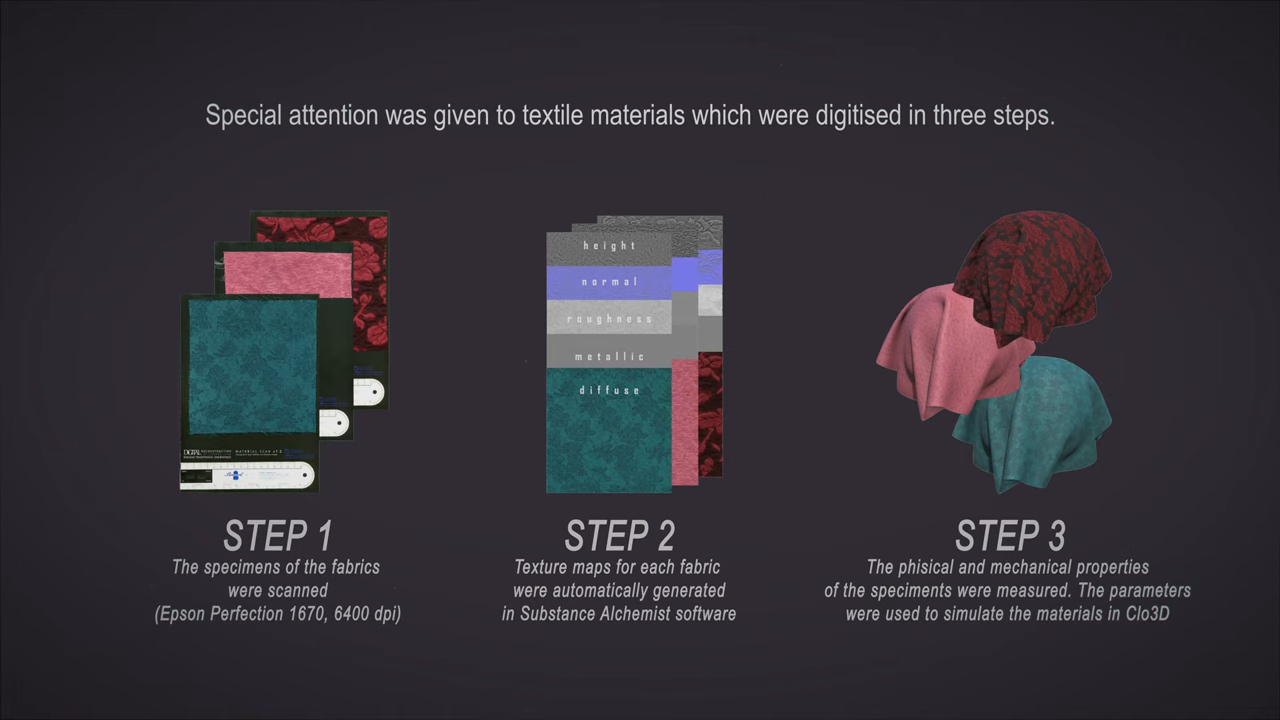 Special attention was given to textile materials which were digitised in three steps.
height
normal
roughness
metallic
diffuse
DIGITAL
MATERIAL SCAN
STEP 1
The specimens of the fabrics
were scanned
(Epson Perfection 1670, 6400 dpi)
STEP 2
Texture maps for each fabric
were automatically generated
in Substance Alchemist software
STEP 3
The phisical and mechanical properties
of the speciments were measured. The parameters
were used to simulate the materials in Clo3D